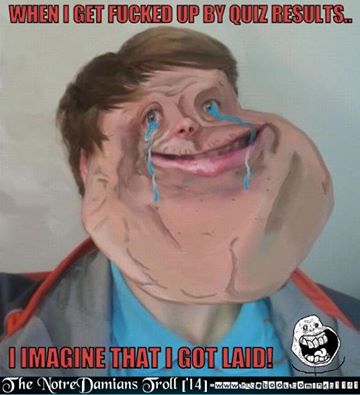 WHEN I GET FUCKED UP BY QUIZ RESULTS..
I IMAGINE THAT I GOT LAID!
The NotreDamians Troll ['14]